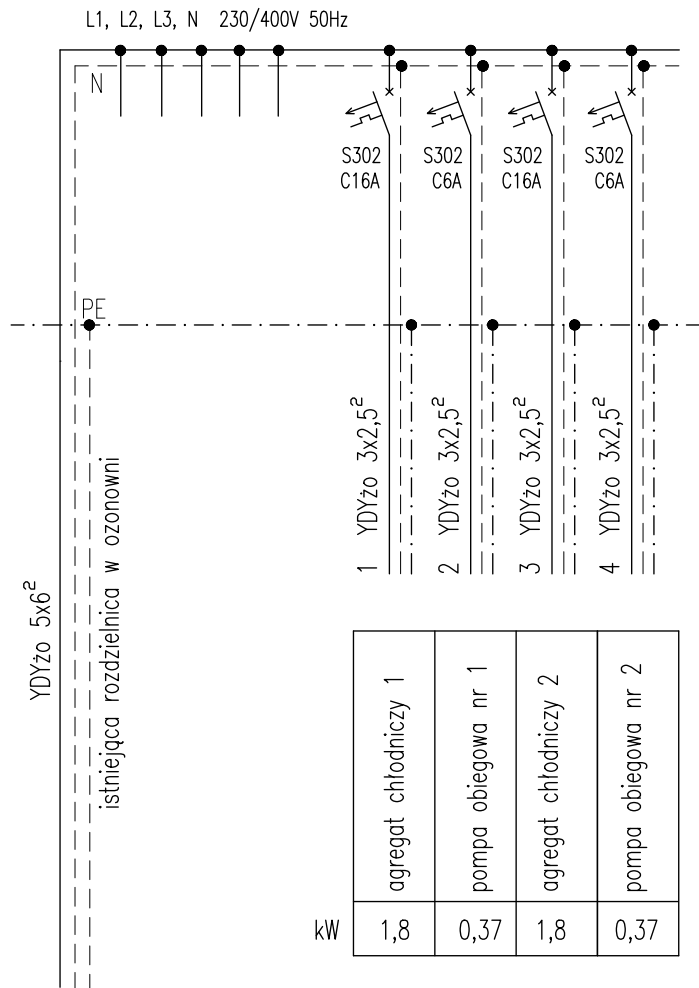 L1, L2, L3, N 230/400V 50Hz
N
S302
C16A
S302
C6A
S302
C16A
S302
C6A
PE
1 YDYżo 3x2,5²
2 YDYżo 3x2,5²
3 YDYżo 3x2,5²
4 YDYżo 3x2,5²
YDYżo 5x6²
istniejąca rozdzielnica w ozonowni
agregat chłodniczy 1
pompa obiegowa nr 1
agregat chłodniczy 2
pompa obiegowa nr 2
kW 1,8 0,37 1,8 0,37